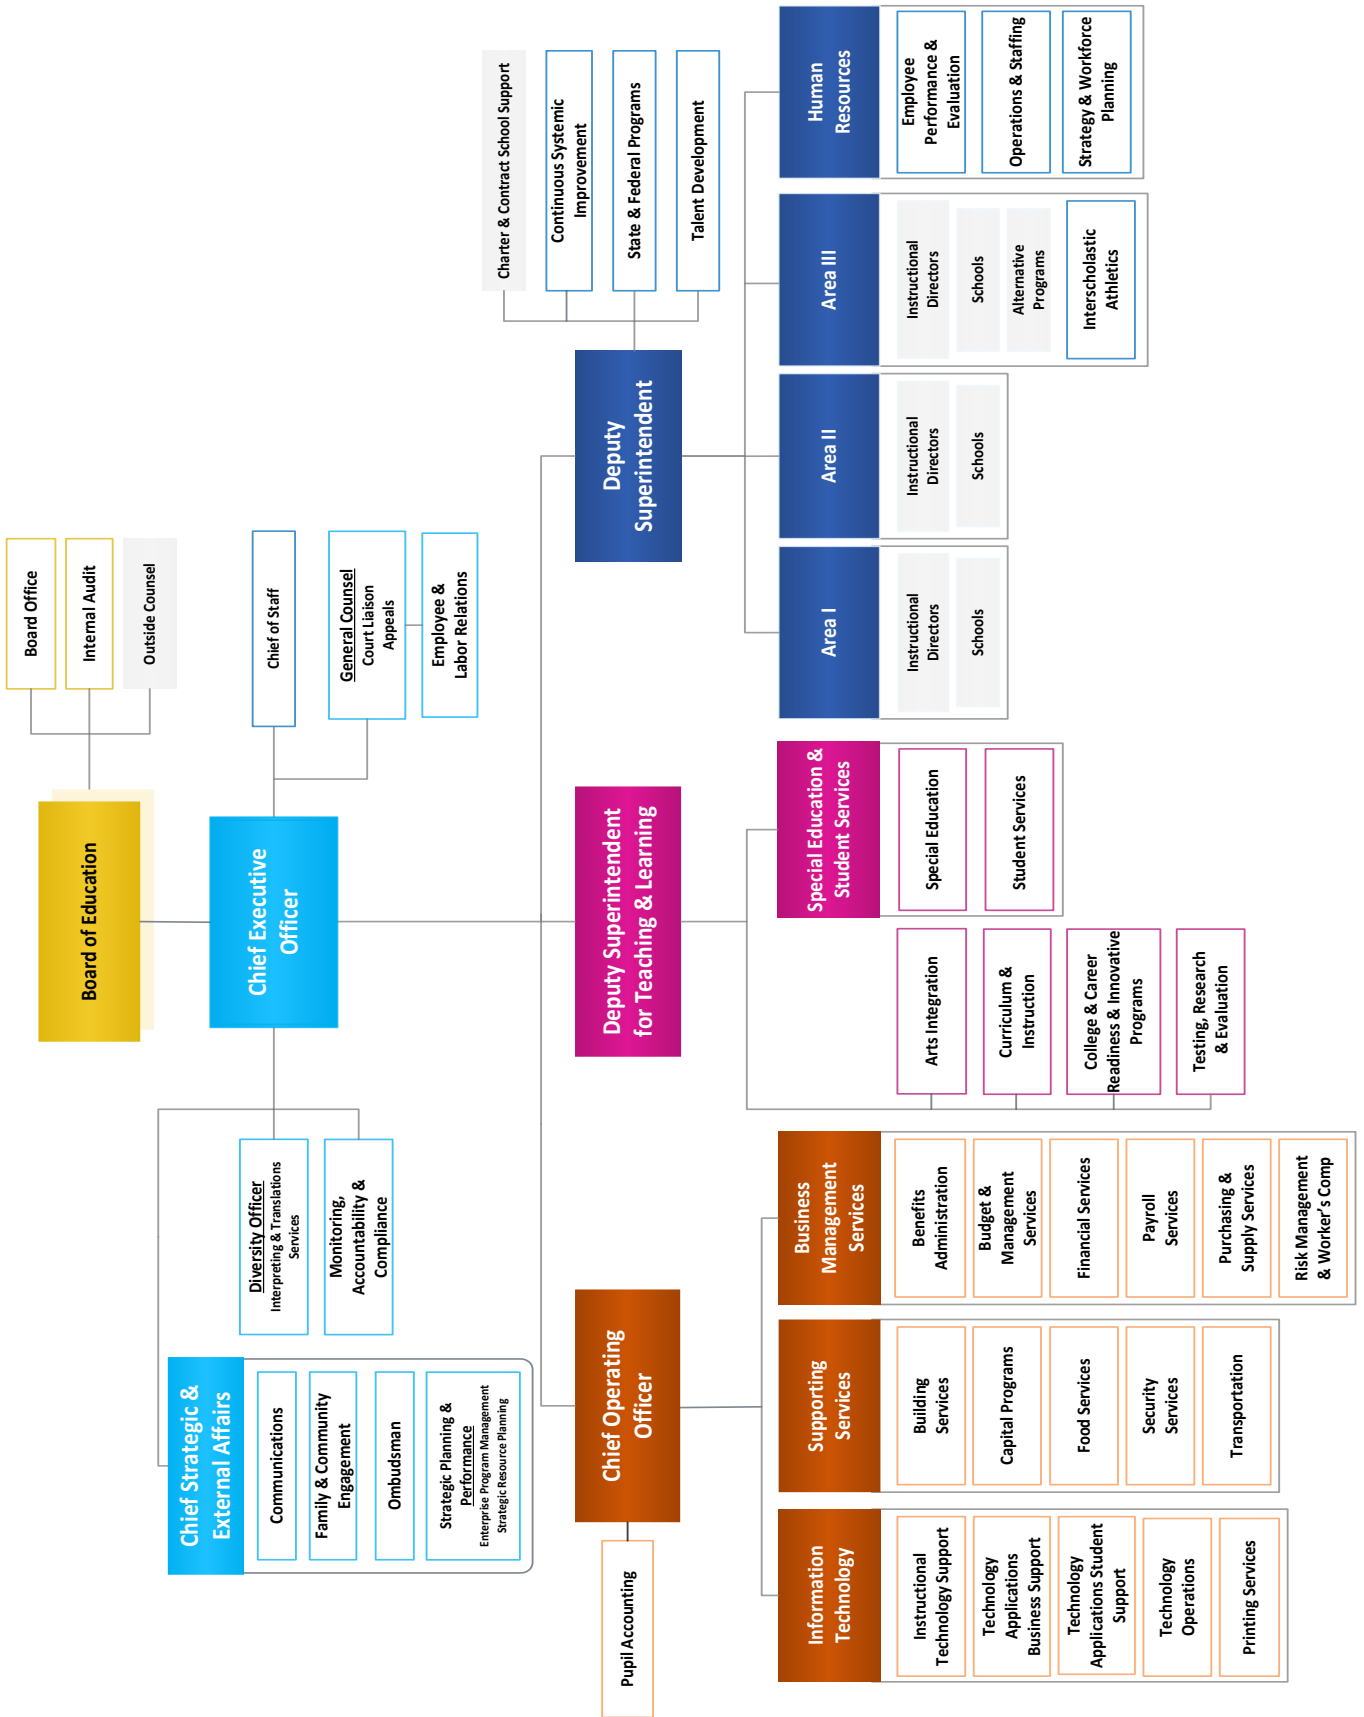 Board of Education
Board Office
Internal Audit
Outside Counsel
Chief Executive
Officer
Chief of Staff
General Counsel
Court Liaison
Appeals
Employee &
Labor Relations
Diversity Officer
Interpreting & Translations
Services
Monitoring,
Accountability &
Compliance
Chief Strategic &
External Affairs
Communications
Family & Community
Engagement
Ombudsman
Strategic Planning &
Performance
Enterprise Program Management
Strategic Resource Planning
Chief Operating
Officer
Pupil Accounting
Information
Technology
Instructional
Technology Support
Technology
Applications
Business Support
Technology
Applications Student
Support
Technology
Operations
Printing Services
Supporting
Services
Building
Services
Capital Programs
Food Services
Security
Services
Transportation
Business
Management
Services
Benefits
Administration
Budget &
Management
Services
Financial Services
Payroll
Services
Purchasing &
Supply Services
Risk Management
& Worker's Comp
Deputy Superintendent
for Teaching & Learning
Arts Integration
Curriculum &
Instruction
College & Career
Readiness & Innovative
Programs
Testing, Research
& Evaluation
Special Education &
Student Services
Special Education
Student Services
Deputy
Superintendent
Charter & Contract School Support
Continuous Systemic
Improvement
State & Federal Programs
Talent Development
Area I
Instructional
Directors
Schools
Area II
Instructional
Directors
Schools
Area III
Instructional
Directors
Schools
Alternative
Programs
Interscholastic
Athletics
Human
Resources
Employee
Performance &
Evaluation
Operations & Staffing
Strategy & Workforce
Planning